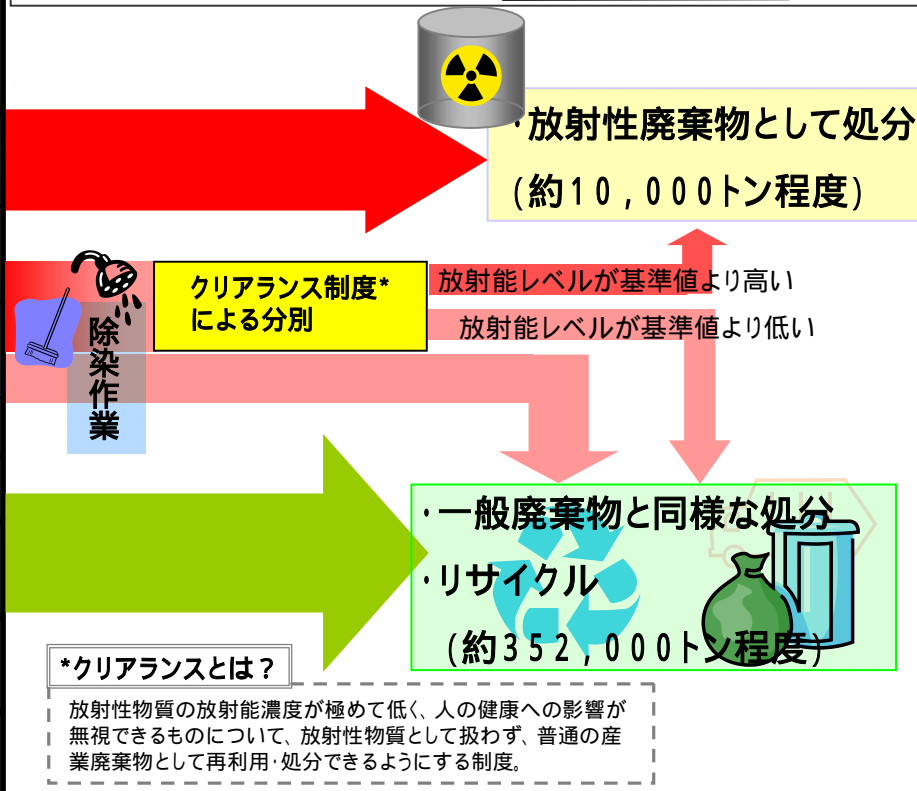 ・放射性廃棄物として処分
(約10,000トン程度)
クリアランス制度*
による分別
放射能レベルが基準値より高い
放射能レベルが基準値より低い
除染作業
・一般廃棄物と同様な処分
・リサイクル
(約352,000トン程度)
*クリアランスとは？
放射性物質の放射能濃度が極めて低く、人の健康への影響が
無視できるものについて、放射性物質として扱わず、普通の産
業廃棄物として再利用・処分できるようにする制度。